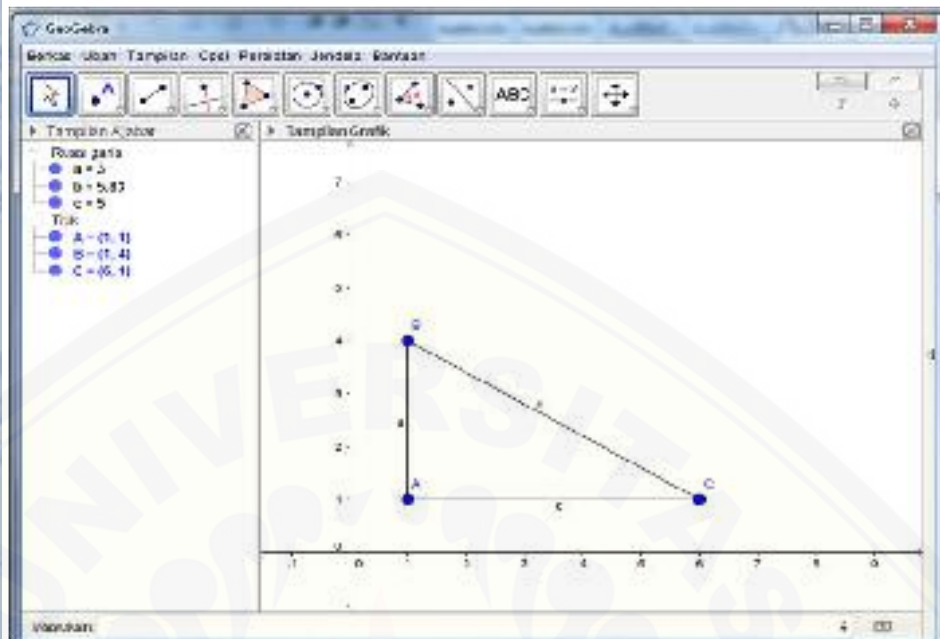 GeoGebra
Berkas Ubah Tampilan Opsi Peralatan Jendela Bantuan
ABC
Tampilan Aljabar
Tampilan Grafik
Ruas garis
a = 3
b = 5.83
c = 5
Titik
A = (1, 1)
B = (1, 4)
C = (6, 1)
7
6
5
4
3
2
1
0
B
a
A
C
c
-1 0 1 2 3 4 5 6 7 8 9
Masukan:
UNIVERSITAS